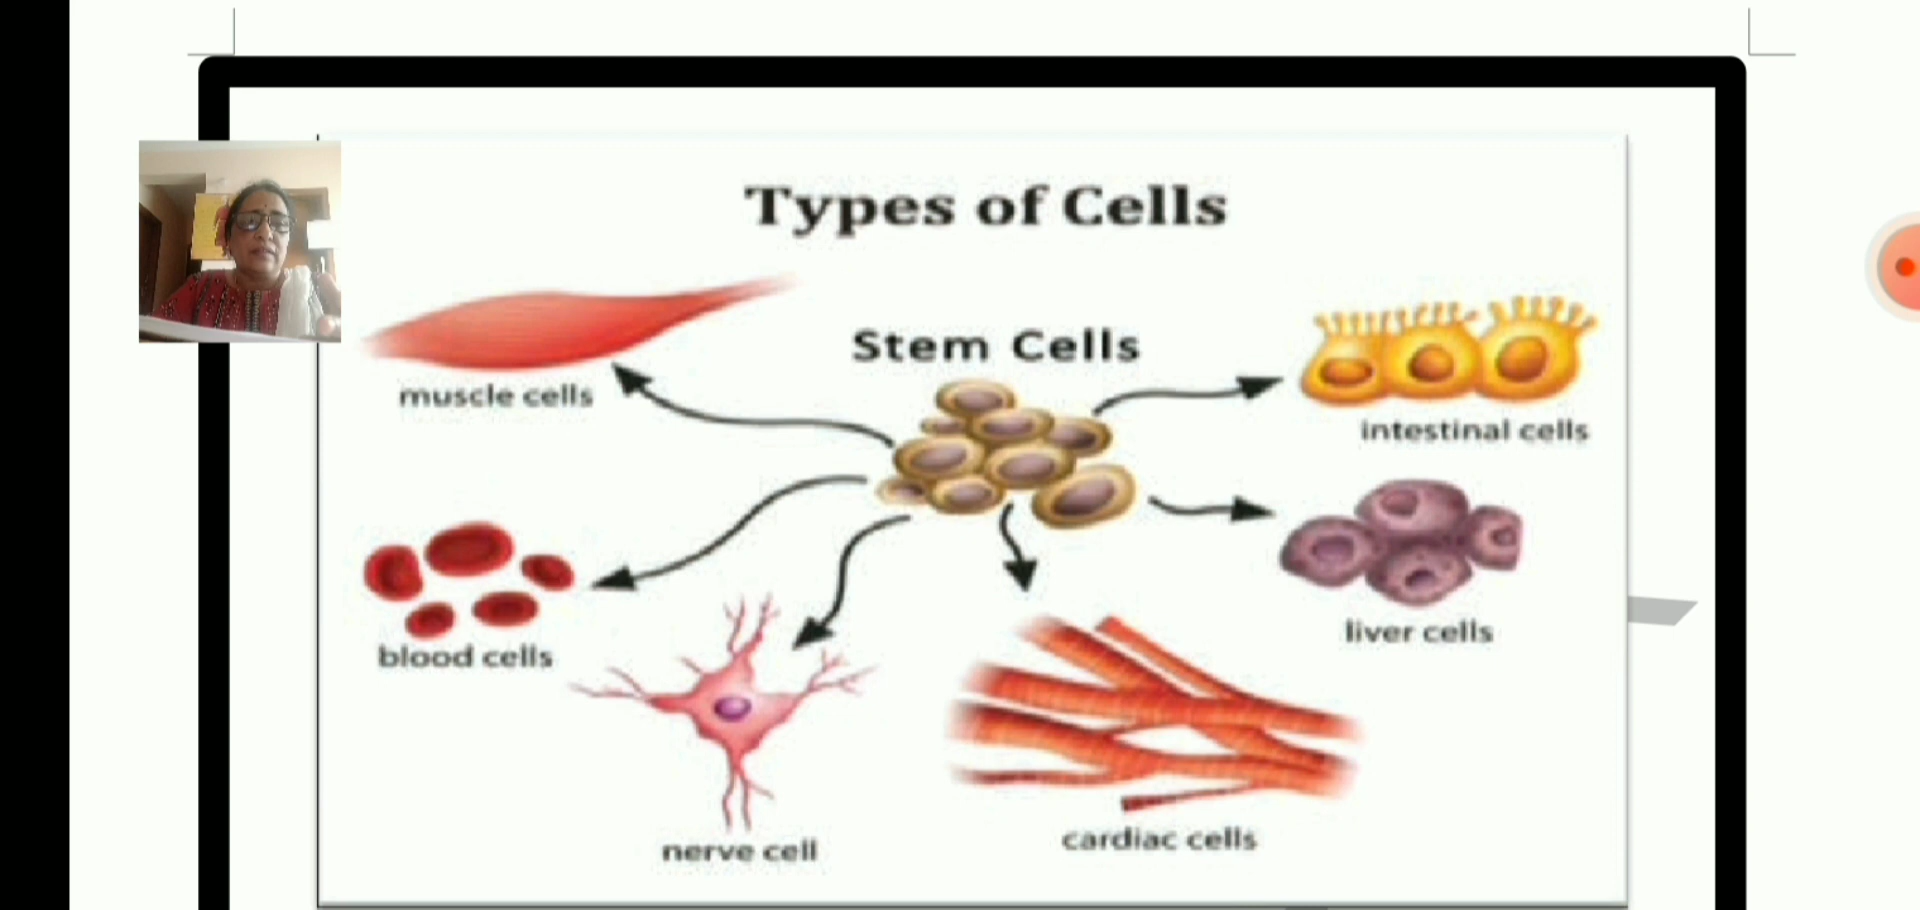 Types of Cells
Stem Cells
muscle cells
intestinal cells
blood cells
liver cells
nerve cell
cardiac cells